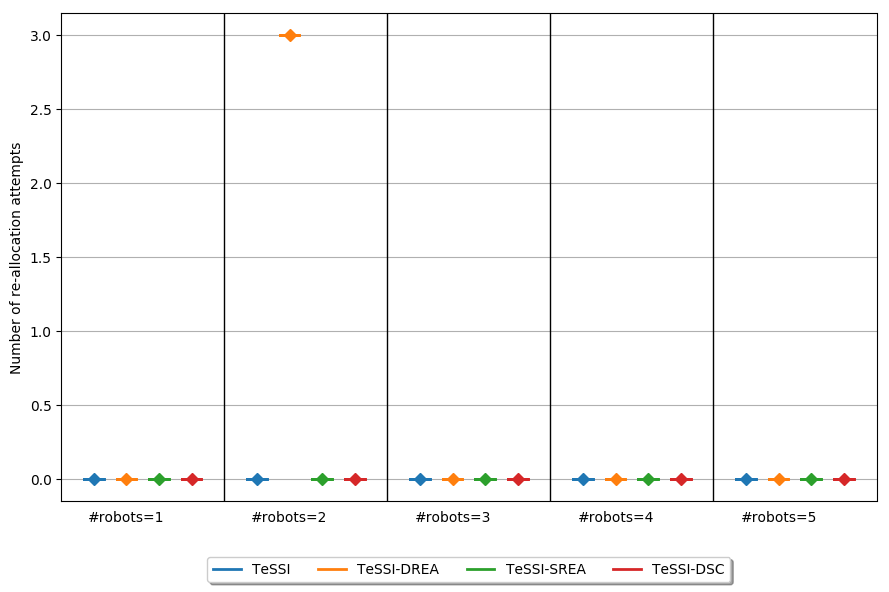 Number of re-allocation attempts
3.0
2.5
2.0
1.5
1.0
0.5
0.0
#robots=1 #robots=2 #robots=3 #robots=4 #robots=5
TeSSI TeSSI-DREA TeSSI-SREA TeSSI-DSC